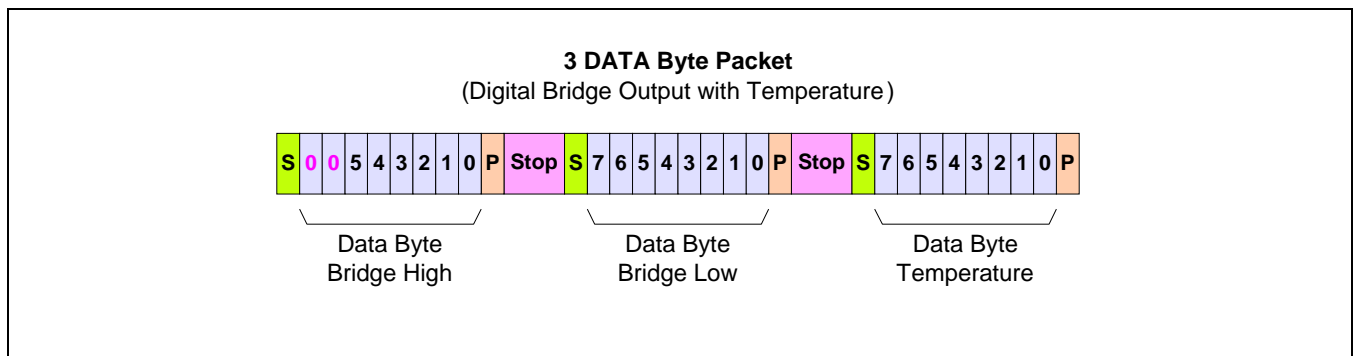 3 DATA Byte Packet
(Digital Bridge Output with Temperature)
S 0 0 5 4 3 2 1 0 P Stop S 7 6 5 4 3 2 1 0 P Stop S 7 6 5 4 3 2 1 0 P
Data Byte
Bridge High
Data Byte
Bridge Low
Data Byte
Temperature